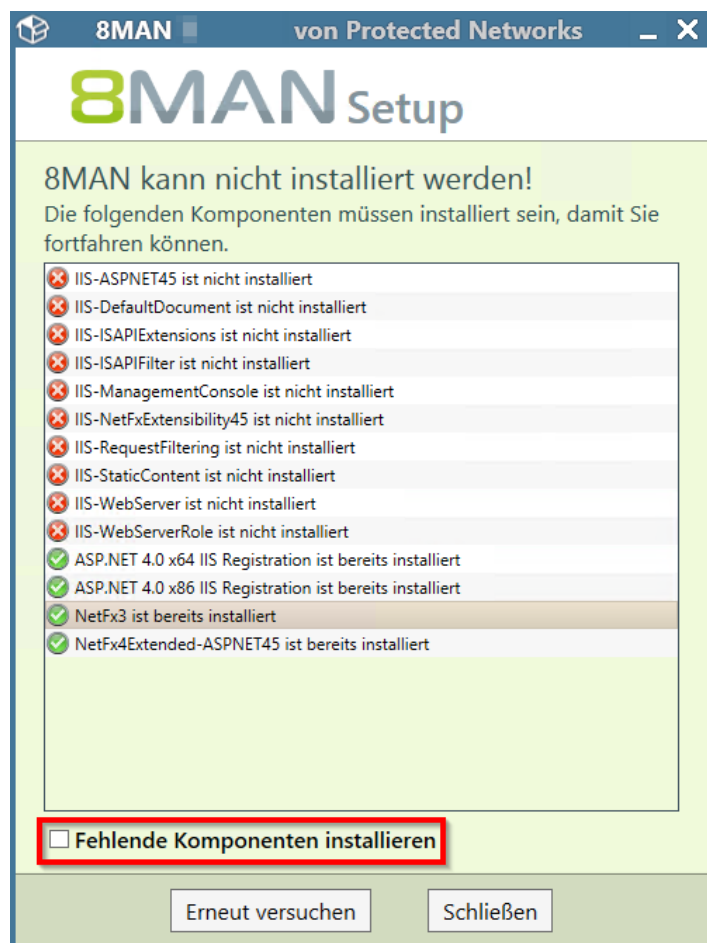 8MAN von Protected Networks
8MAN Setup
8MAN kann nicht installiert werden!
Die folgenden Komponenten müssen installiert sein, damit Sie
fortfahren können.
IIS-ASPNET45 ist nicht installiert
IIS-DefaultDocument ist nicht installiert
IIS-ISAPIExtensions ist nicht installiert
IIS-ISAPIFilter ist nicht installiert
IIS-ManagementConsole ist nicht installiert
IIS-NetFxExtensibility45 ist nicht installiert
IIS-RequestFiltering ist nicht installiert
IIS-StaticContent ist nicht installiert
IIS-WebServer ist nicht installiert
IIS-WebServerRole ist nicht installiert
ASP.NET 4.0 x64 IIS Registration ist bereits installiert
ASP.NET 4.0 x86 IIS Registration ist bereits installiert
NetFx3 ist bereits installiert
NetFx4Extended-ASPNET45 ist bereits installiert
Fehlende Komponenten installieren
Erneut versuchen Schließen